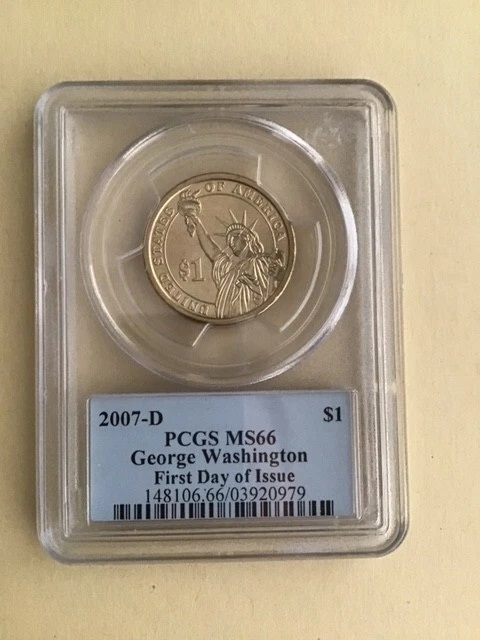 UNITED STATES OF AMERICA
$1
2007-D $1
PCGS MS66
George Washington
First Day of Issue
148106.66/03920979